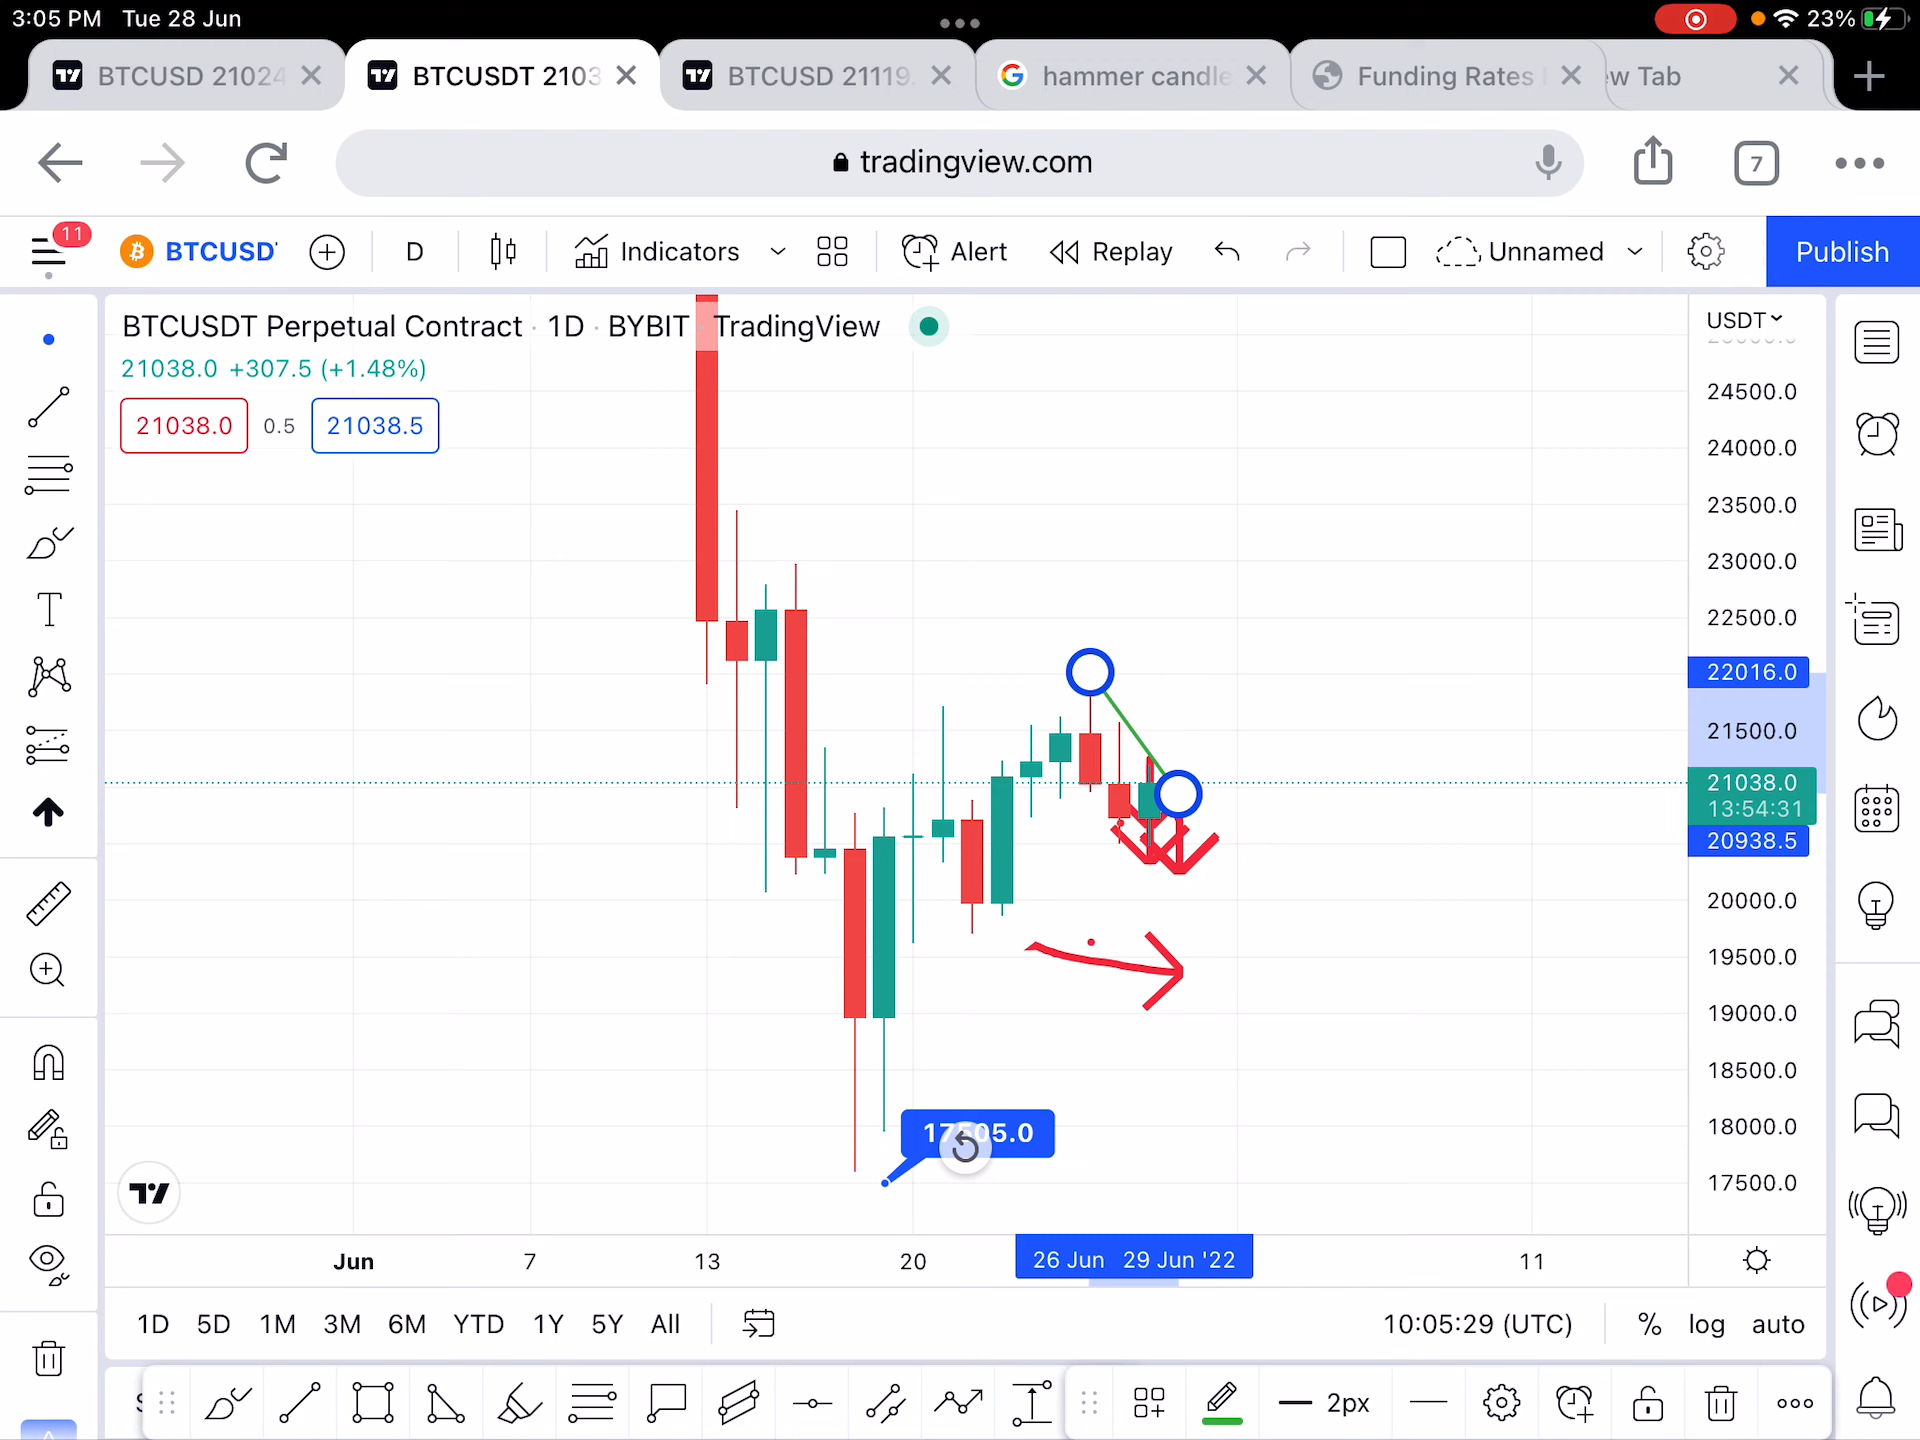 3:05 PM Tue 28 Jun
23%
BTCUSD 21024
BTCUSDT 2103
BTCUSD 21119.
hammer candle
Funding Rates
w Tab
tradingview.com
7
11
BTCUSD
D
Indicators
Alert
Replay
Unnamed
Publish
BTCUSDT Perpetual Contract · 1D · BYBIT · TradingView
21038.0 +307.5 (+1.48%)
21038.0 0.5 21038.5
USDT
24500.0
24000.0
23500.0
23000.0
22500.0
22016.0
21500.0
21038.0
13:54:31
20938.5
20000.0
19500.0
19000.0
18500.0
18000.0
17500.0
17505.0
Jun 7 13 20 26 Jun 29 Jun '22 11
1D 5D 1M 3M 6M YTD 1Y 5Y All
10:05:29 (UTC) % log auto
2px